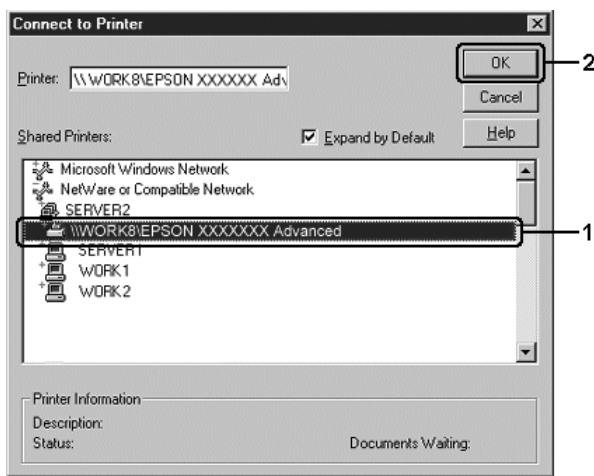 Connect to Printer
Printer: \\WORK8\EPSON XXXXXX Adv
OK
2
Cancel
Shared Printers:
Expand by Default
Help
Microsoft Windows Network
NetWare or Compatible Network
SERVER2
\\WORK8\EPSON XXXXXXX Advanced
1
SERVER1
WORK1
WORK2
Printer Information
Description:
Status:
Documents Waiting: